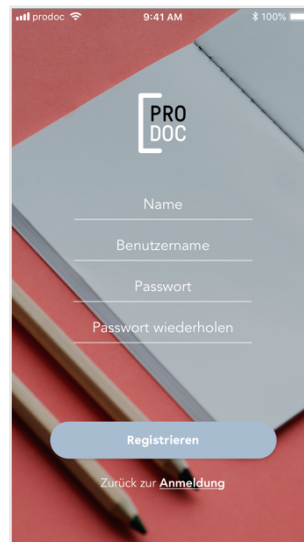 prodoc 9:41 AM 100%
PRO
DOC
Name
Benutzername
Passwort
Passwort wiederholen
Registrieren
Zurück zur Anmeldung